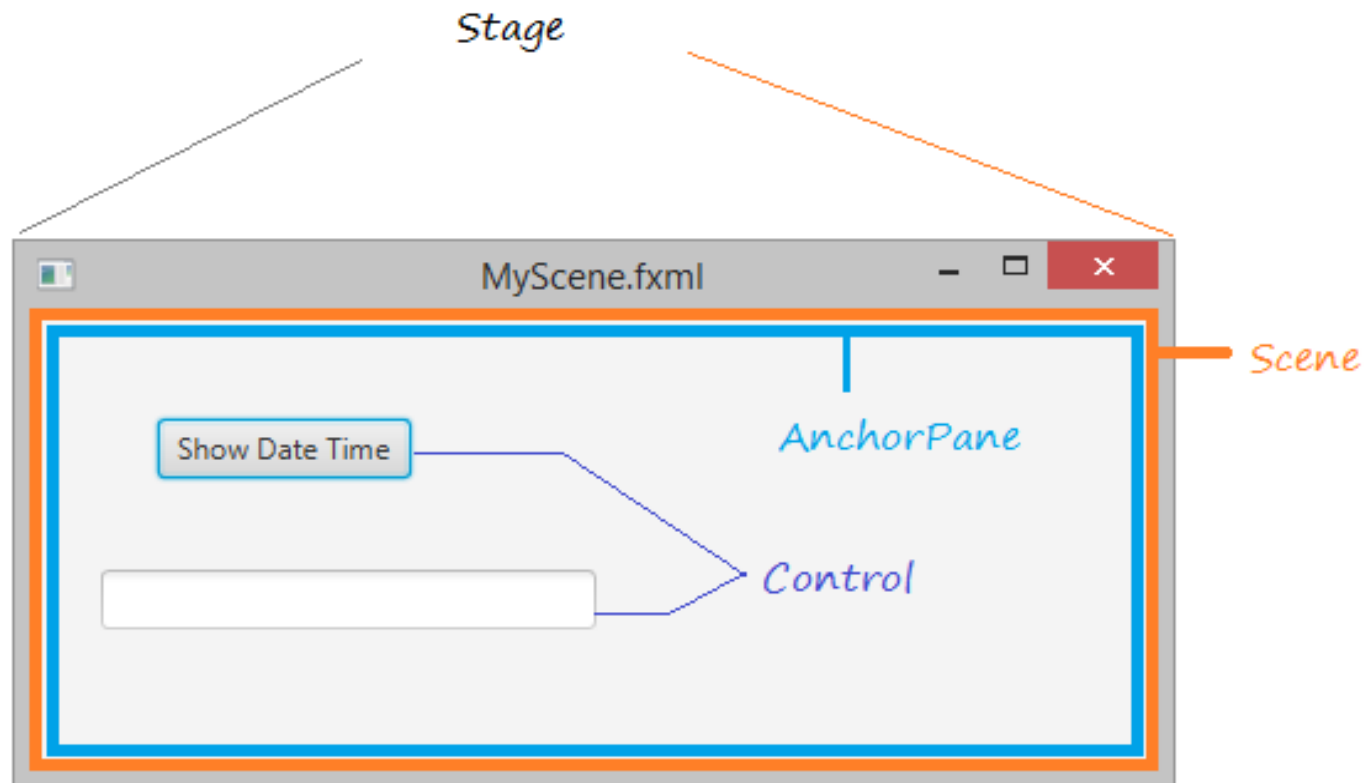 Stage
MyScene.fxml
Scene
AnchorPane
Show Date Time
Control